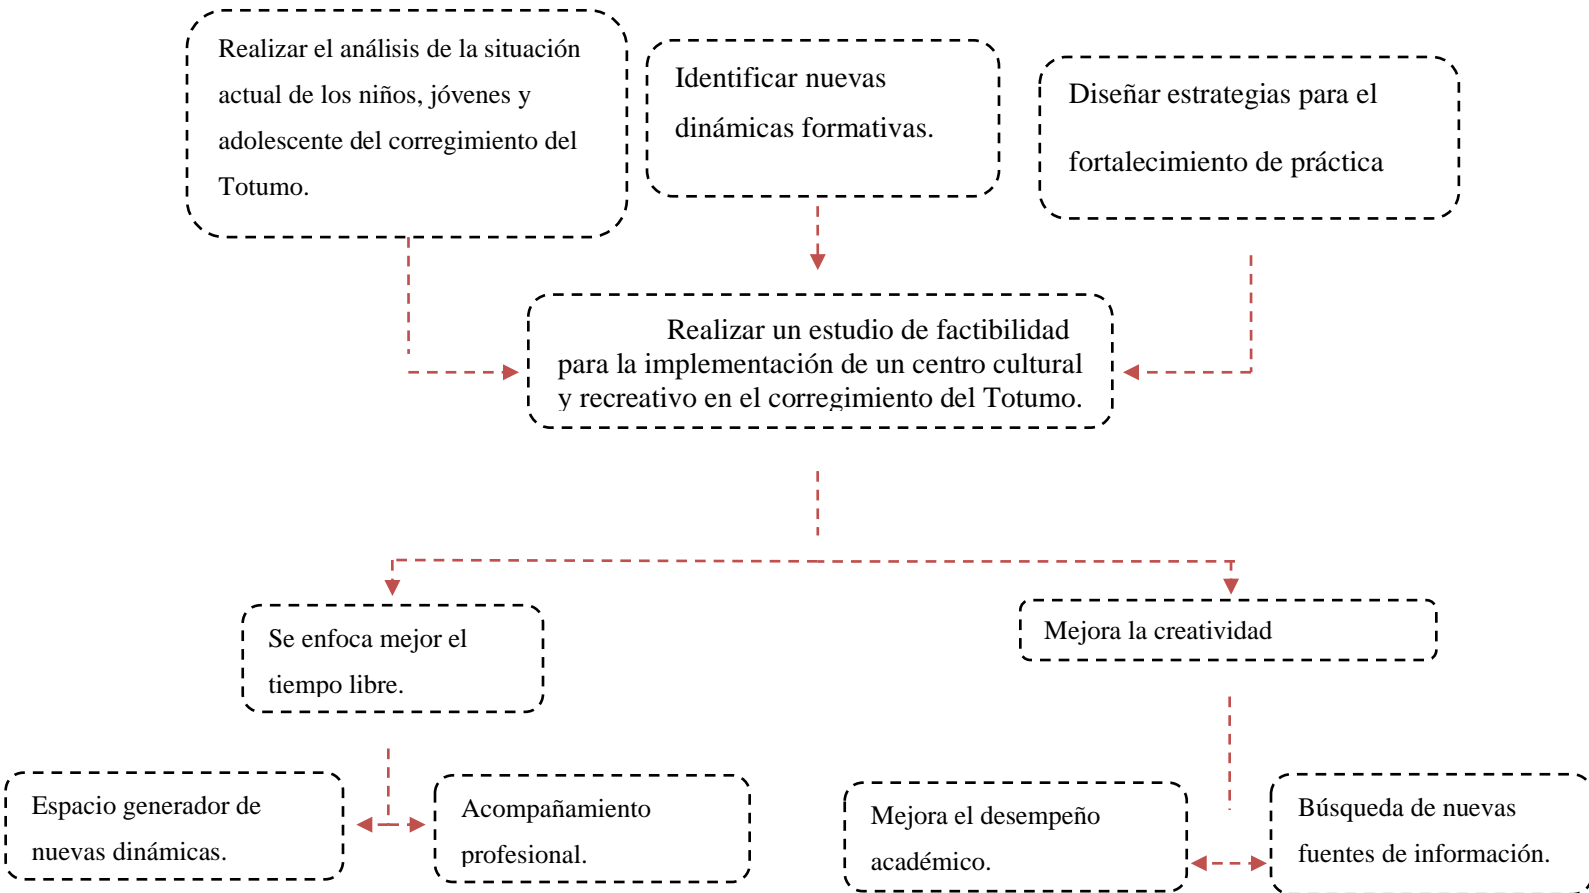 Realizar el análisis de la situación
actual de los niños, jóvenes y
adolescente del corregimiento del
Totumo.
Identificar nuevas
dinámicas formativas.
Diseñar estrategias para el
fortalecimiento de práctica
Realizar un estudio de factibilidad
para la implementación de un centro cultural
y recreativo en el corregimiento del Totumo.
Se enfoca mejor el
tiempo libre.
Mejora la creatividad
Espacio generador de
nuevas dinámicas.
Acompañamiento
profesional.
Mejora el desempeño
académico.
Búsqueda de nuevas
fuentes de información.